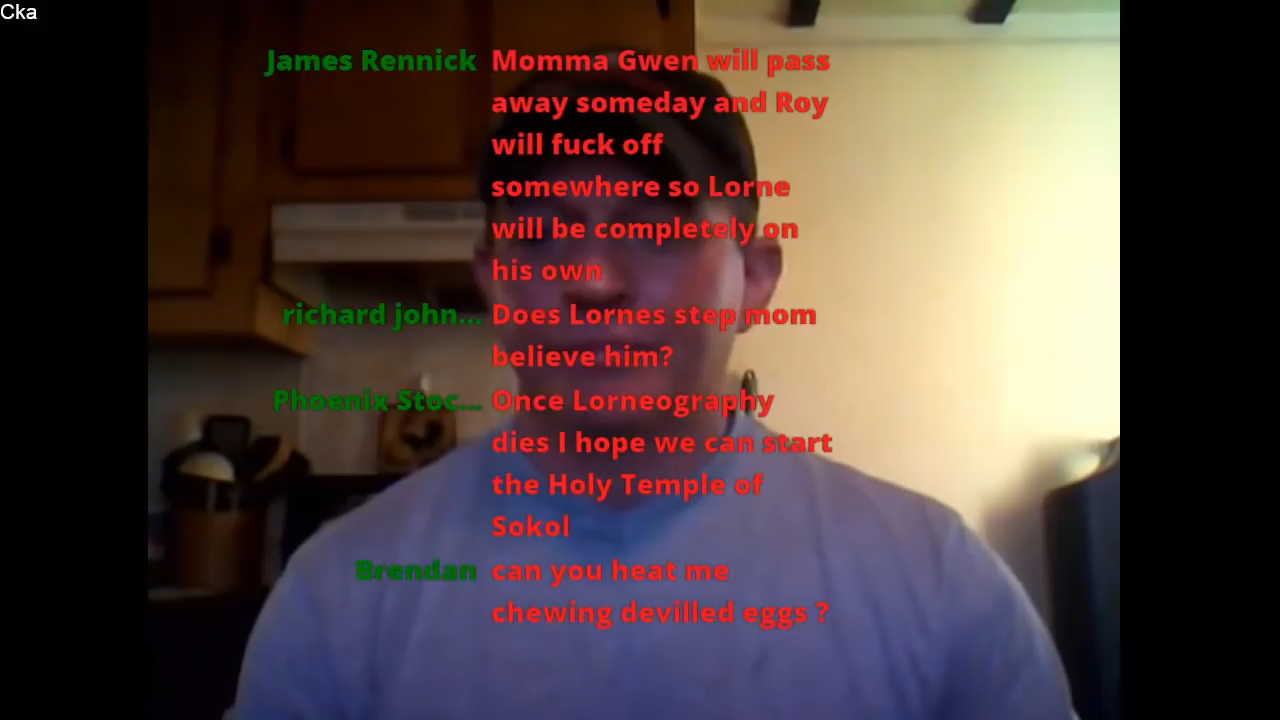 Cka
James Rennick Momma Gwen will pass
away someday and Roy
will fuck off
somewhere so Lorne
will be completely on
his own
richard john... Does Lornes step mom
believe him?
Phoenix Stoc... Once Lorneography
dies I hope we can start
the Holy Temple of
Sokol
Brendan can you heat me
chewing devilled eggs ?